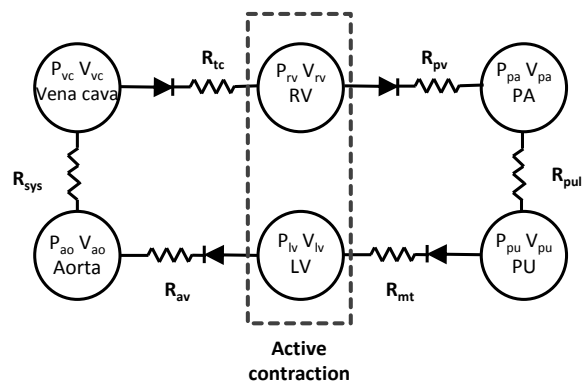 R_tc
R_pv
P_vc V_vc
Vena cava
P_rv V_rv
RV
P_pa V_pa
PA
R_sys
R_pul
P_ao V_ao
Aorta
P_lv V_lv
LV
P_pu V_pu
PU
R_av
R_mt
Active
contraction